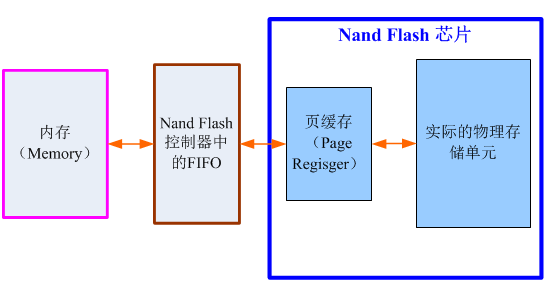 Nand Flash 芯片
内存
（Memory）
Nand Flash
控制器中
的FIFO
页缓存
（Page
Regisger）
实际的物理存
储单元